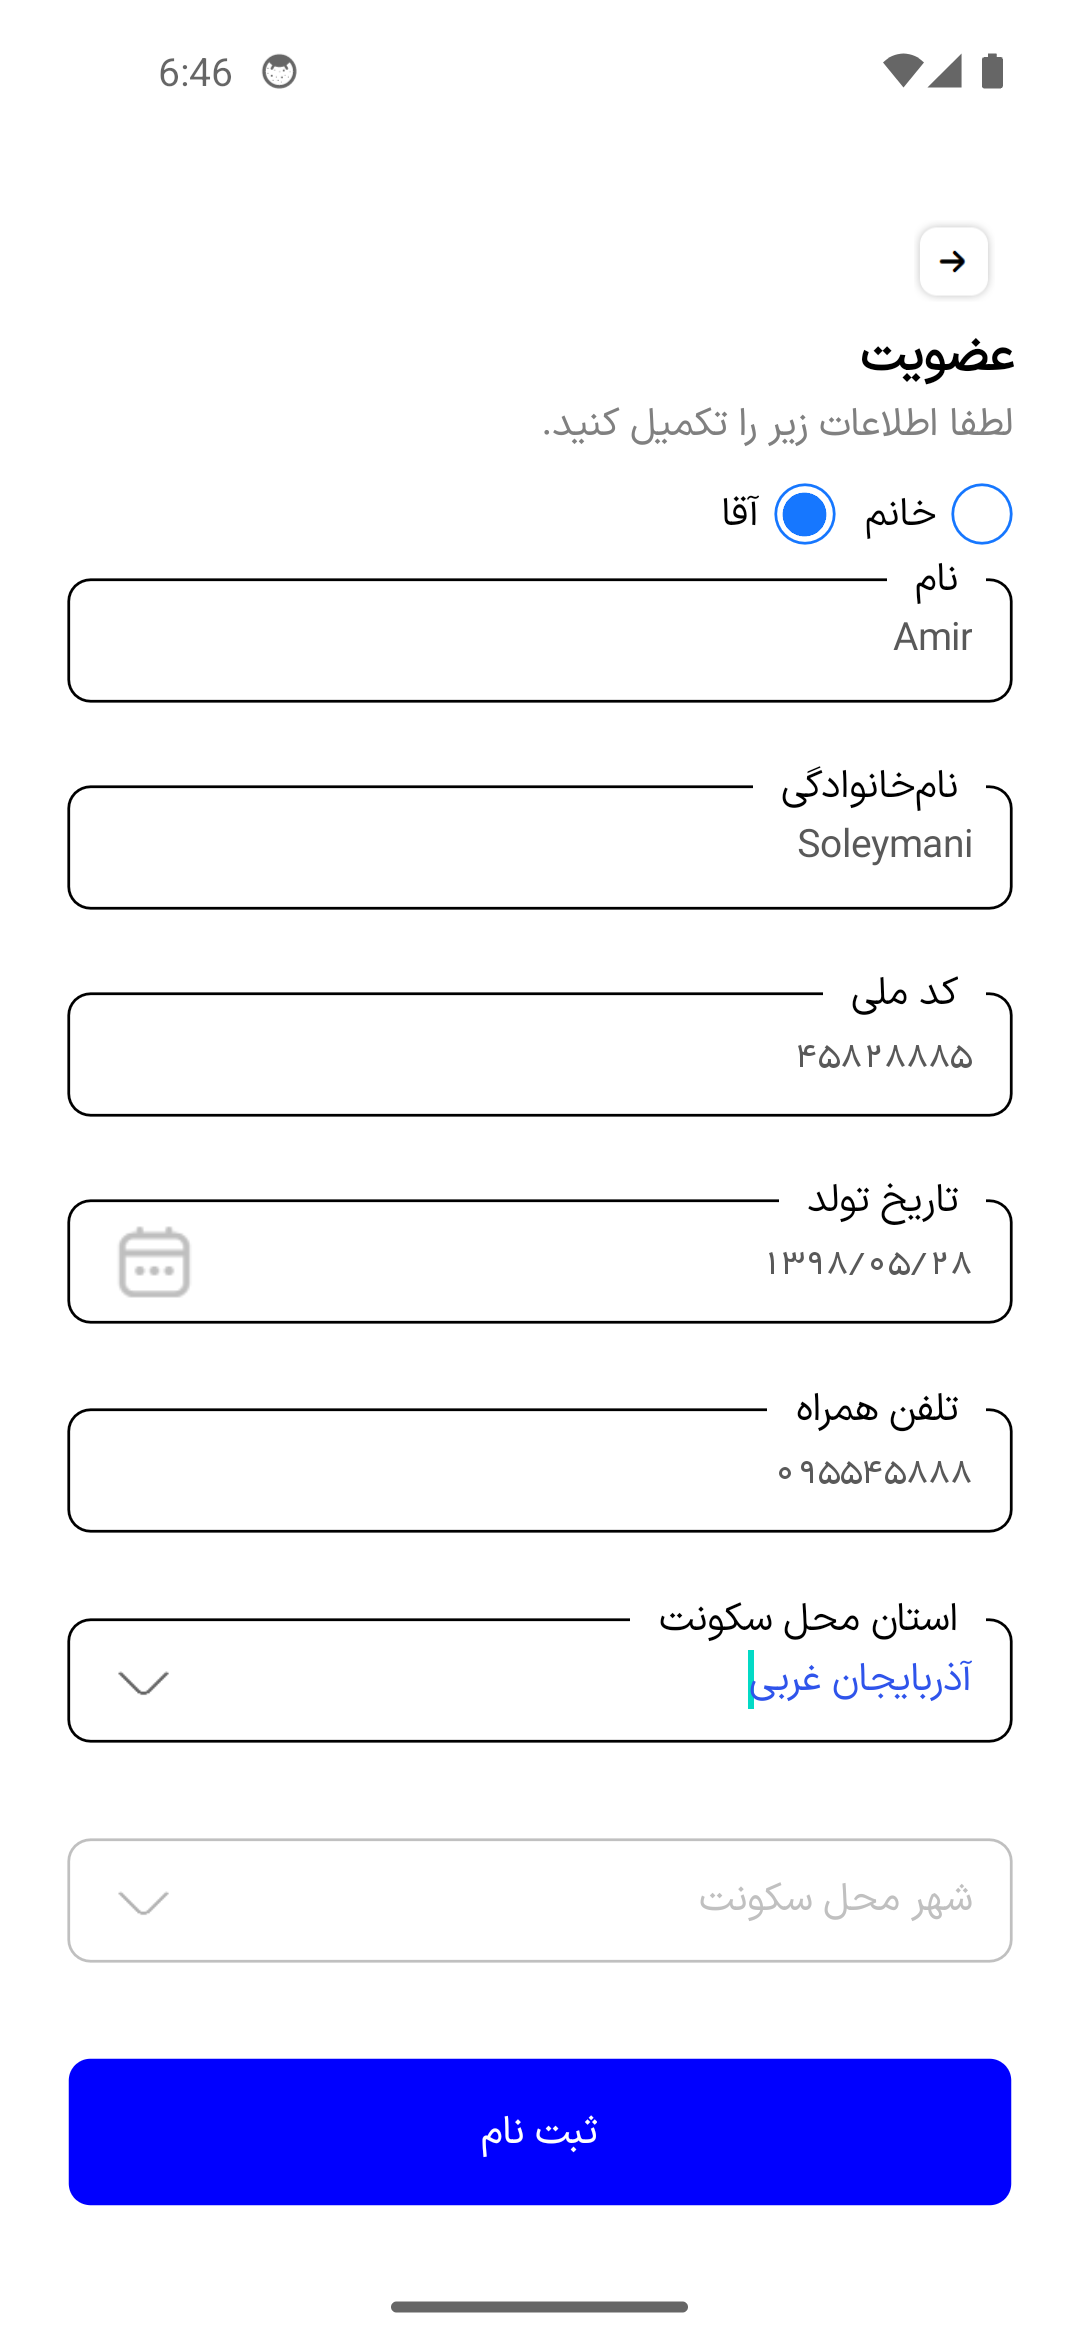 6:46
عضویت
لطفا اطلاعات زیر را تکمیل کنید.
خانم آقا
نام
Amir
نام‌خانوادگی
Soleymani
کد ملی
۴۵۸۲۸۸۸۵
تاریخ تولد
۱۳۹۸/۰۵/۲۸
تلفن همراه
۰۹۵۵۴۵۸۸۸
استان محل سکونت
آذربایجان غربی
شهر محل سکونت
ثبت نام